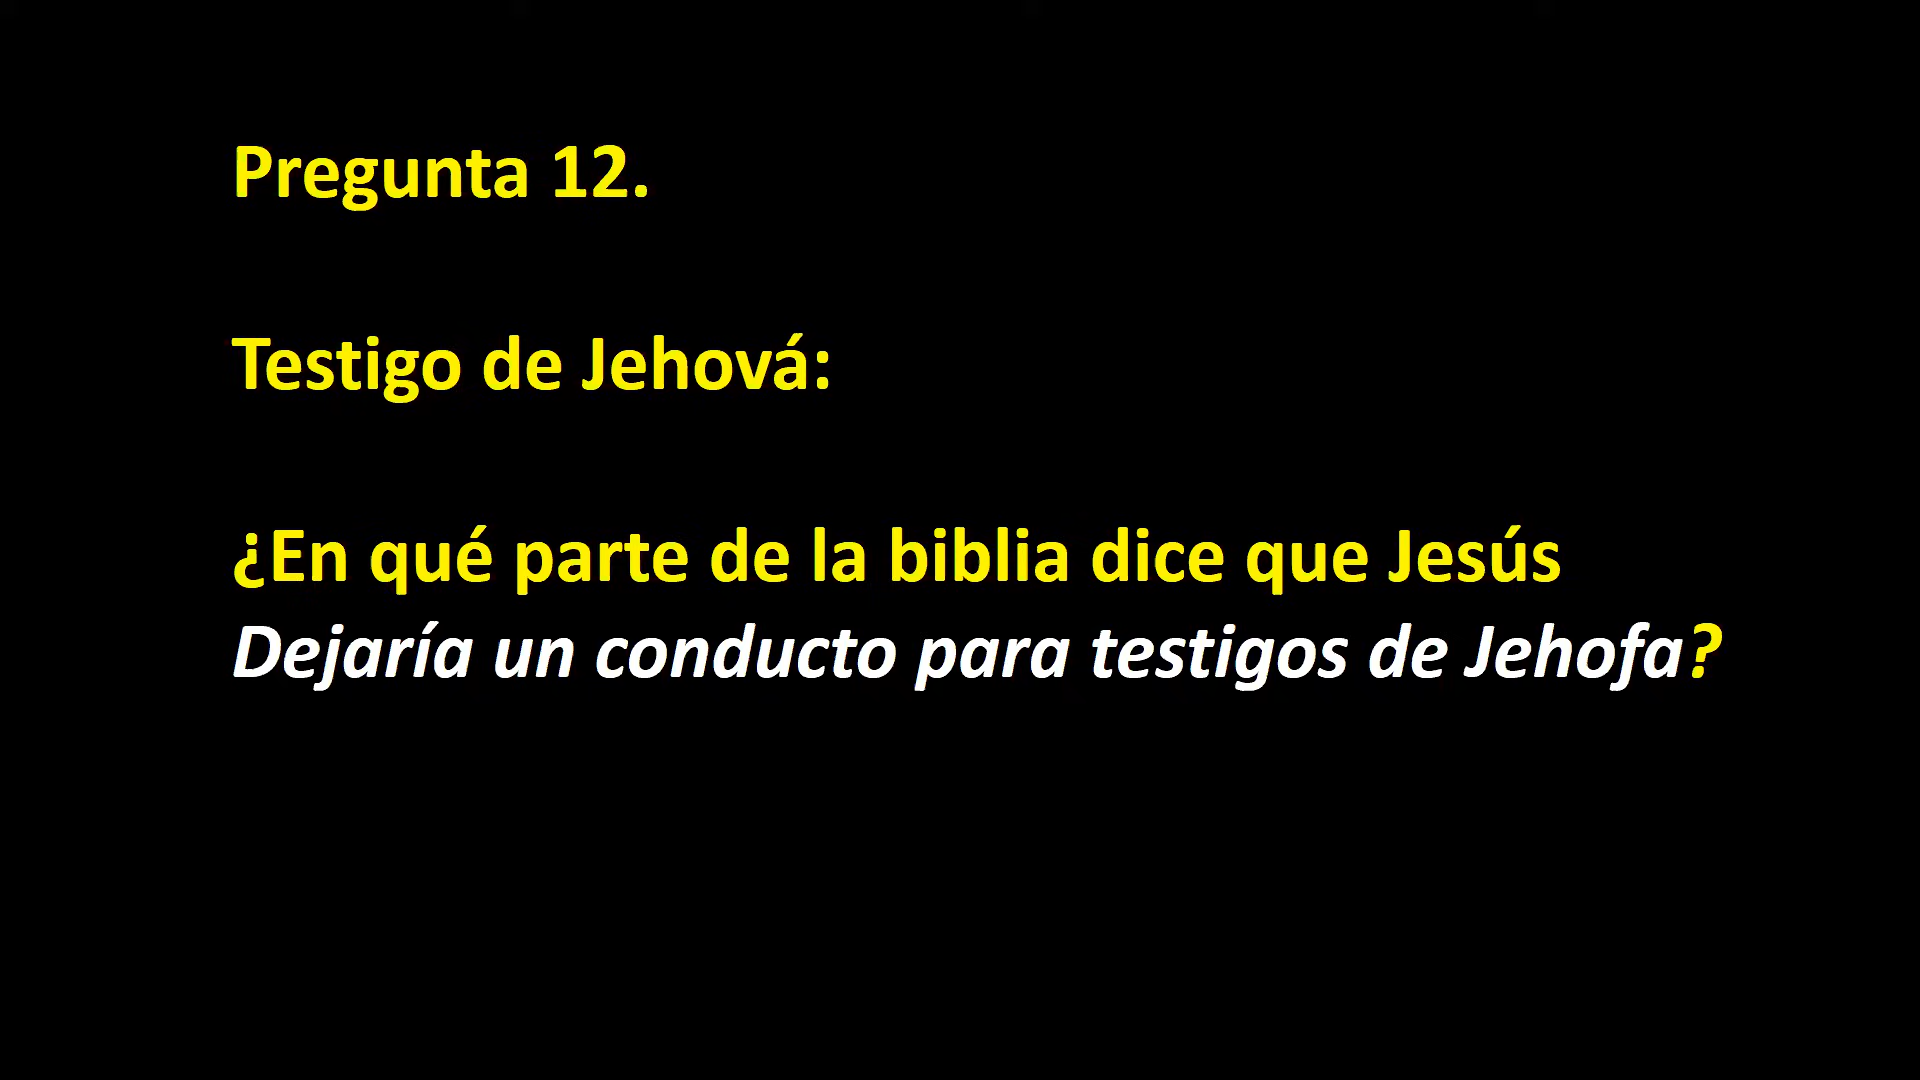 Pregunta 12.
Testigo de Jehová:
¿En qué parte de la biblia dice que Jesús
Dejaría un conducto para testigos de Jehofa?